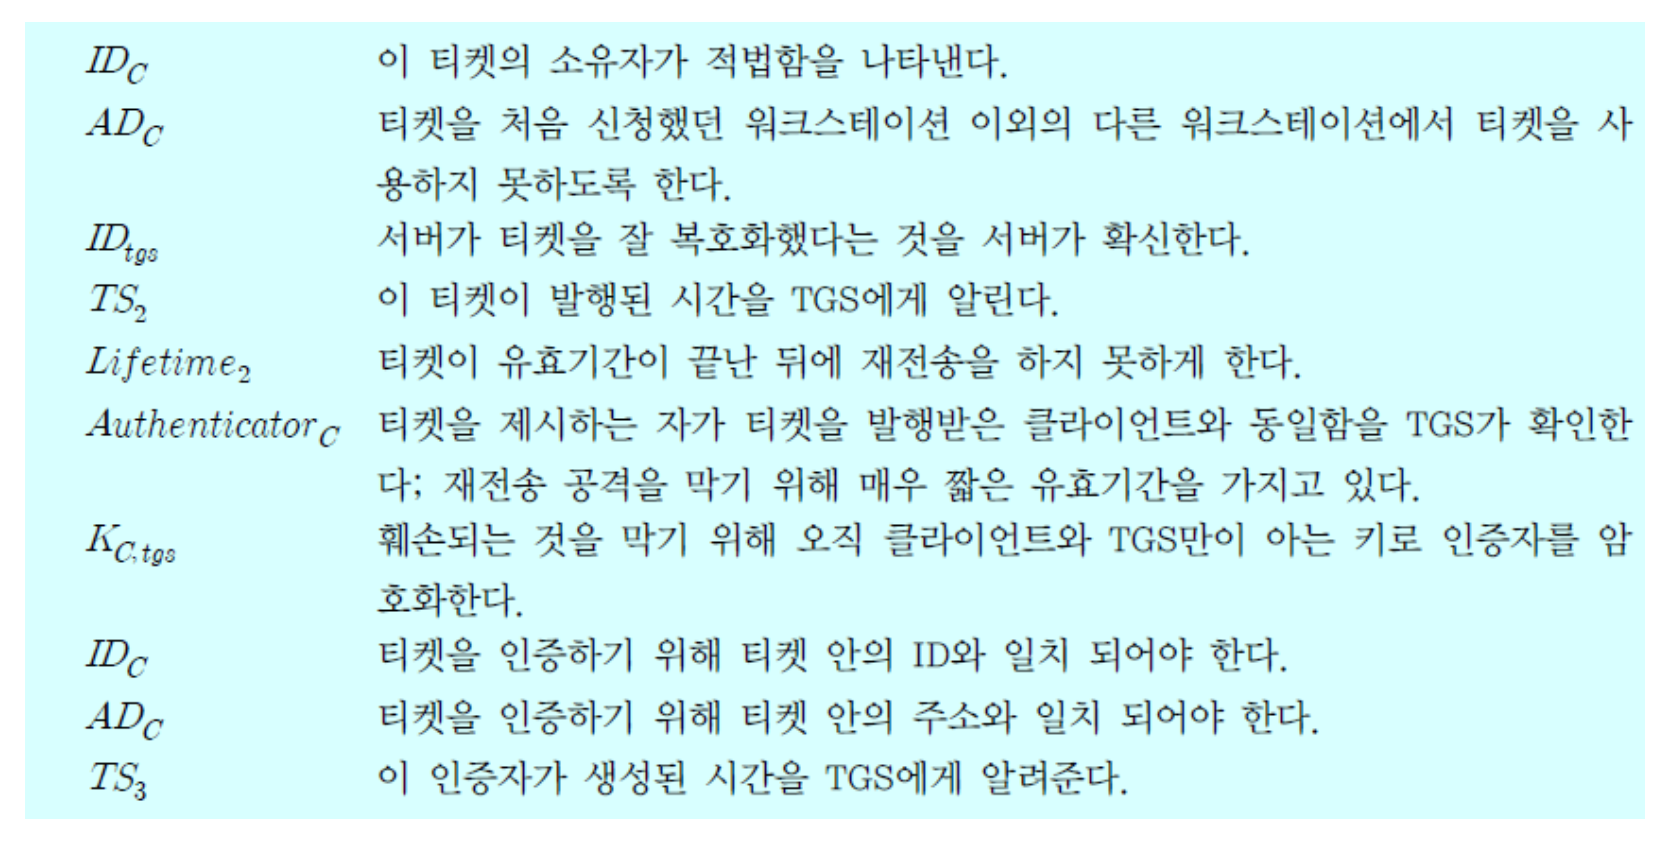 ID_C 이 티켓의 소유자가 적법함을 나타낸다.
AD_C 티켓을 처음 신청했던 워크스테이션 이외의 다른 워크스테이션에서 티켓을 사
용하지 못하도록 한다.
ID_tgs 서버가 티켓을 잘 복호화했다는 것을 서버가 확신한다.
TS_2 이 티켓이 발행된 시간을 TGS에게 알린다.
Lifetime_2 티켓이 유효기간이 끝난 뒤에 재전송을 하지 못하게 한다.
Authenticator_C 티켓을 제시하는 자가 티켓을 발행받은 클라이언트와 동일함을 TGS가 확인한
다; 재전송 공격을 막기 위해 매우 짧은 유효기간을 가지고 있다.
K_C,tgs 훼손되는 것을 막기 위해 오직 클라이언트와 TGS만이 아는 키로 인증자를 암
호화한다.
ID_C 티켓을 인증하기 위해 티켓 안의 ID와 일치 되어야 한다.
AD_C 티켓을 인증하기 위해 티켓 안의 주소와 일치 되어야 한다.
TS_3 이 인증자가 생성된 시간을 TGS에게 알려준다.